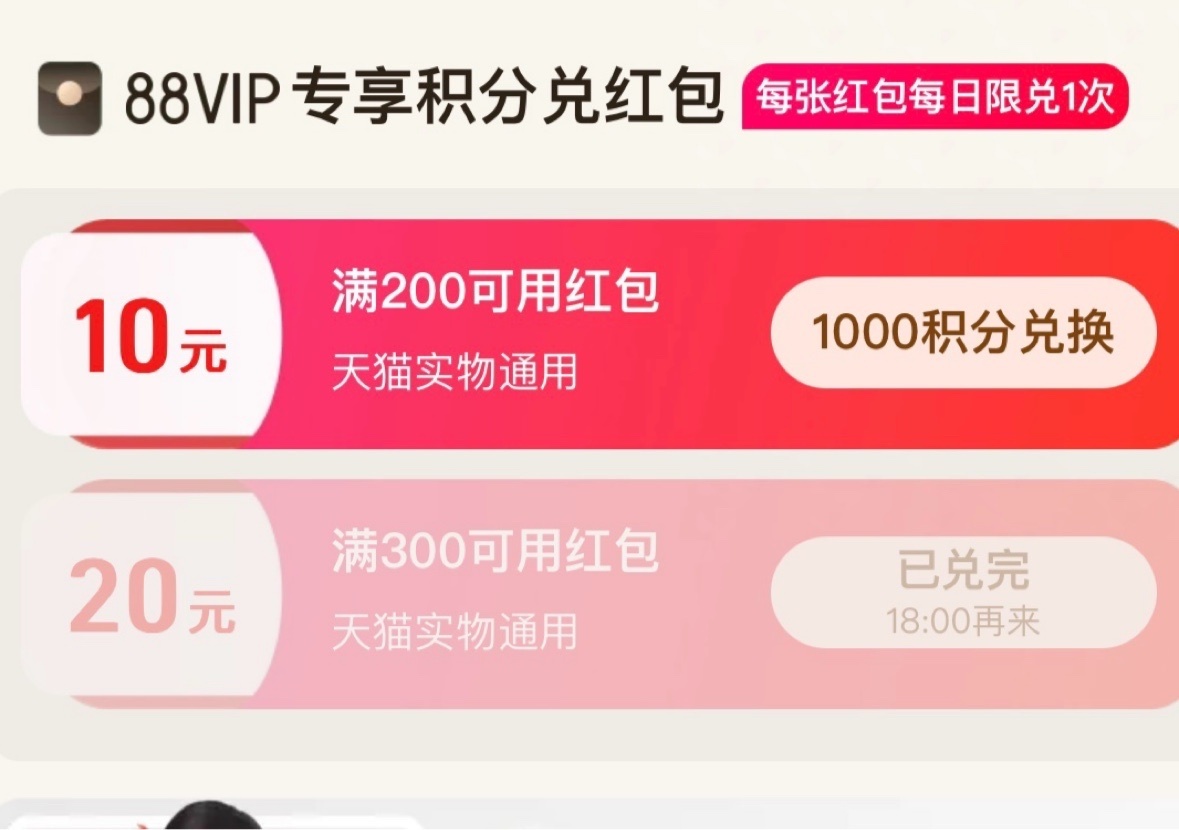 88VIP专享积分兑红包 每张红包每日限兑1次
10元
满200可用红包
天猫实物通用
1000积分兑换
20元
满300可用红包
天猫实物通用
已兑完
18:00再来